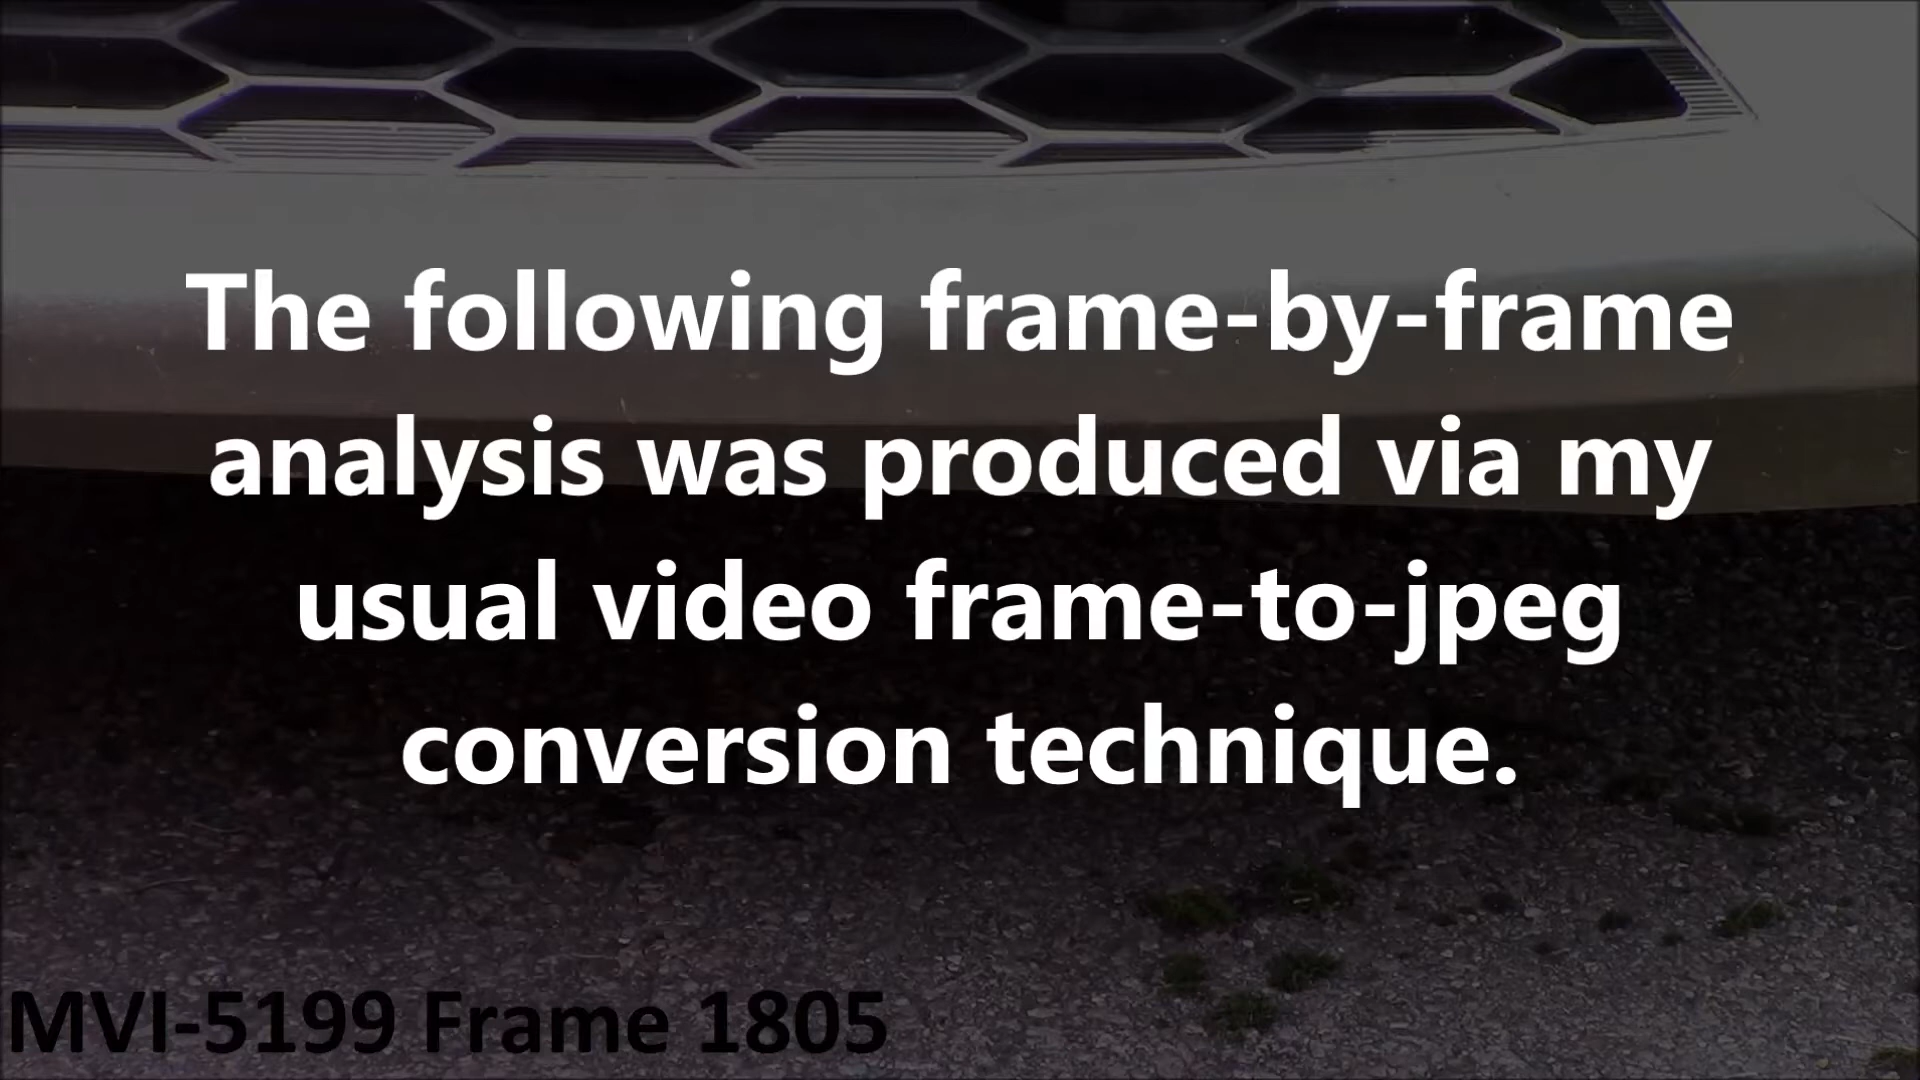 The following frame-by-frame
analysis was produced via my
usual video frame-to-jpeg
conversion technique.
MVI-5199 Frame 1805